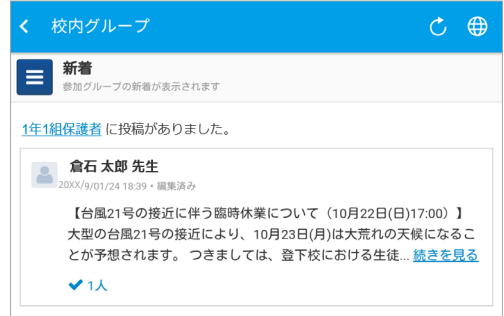 校内グループ
新着
参加グループの新着が表示されます
1年1組保護者 に投稿がありました。
倉石 太郎 先生
20XX/9/01/24 18:39・編集済み
【台風21号の接近に伴う臨時休業について（10月22日(日)17:00）】
大型の台風21号の接近により、10月23日(月)は大荒れの天候になるこ
とが予想されます。 つきましては、登下校における生徒... 続きを見る
1人